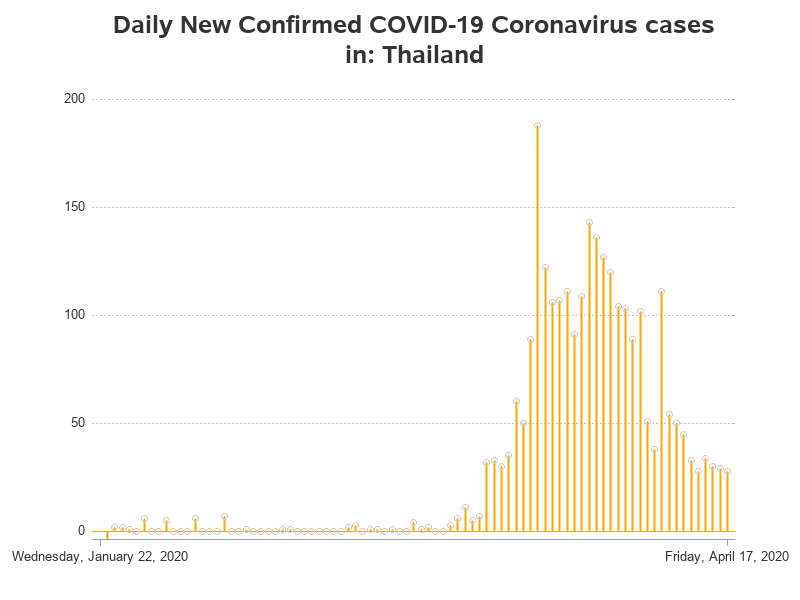 Daily New Confirmed COVID-19 Coronavirus cases
in: Thailand
200
150
100
50
0
Wednesday, January 22, 2020
Friday, April 17, 2020